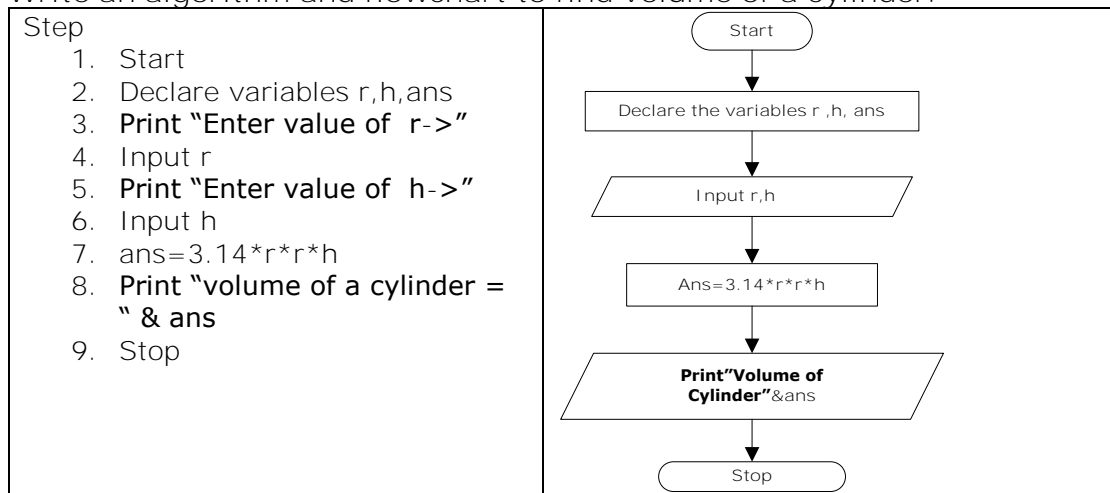 Write an algorithm and flowchart to find volume of a cylinder.
Step
1. Start
2. Declare variables r,h,ans
3. Print “Enter value of r->”
4. Input r
5. Print “Enter value of h->”
6. Input h
7. ans=3.14*r*r*h
8. Print “volume of a cylinder =
“ & ans
9. Stop
Start
Declare the variables r ,h, ans
Input r,h
Ans=3.14*r*r*h
Print”Volume of
Cylinder”&ans
Stop